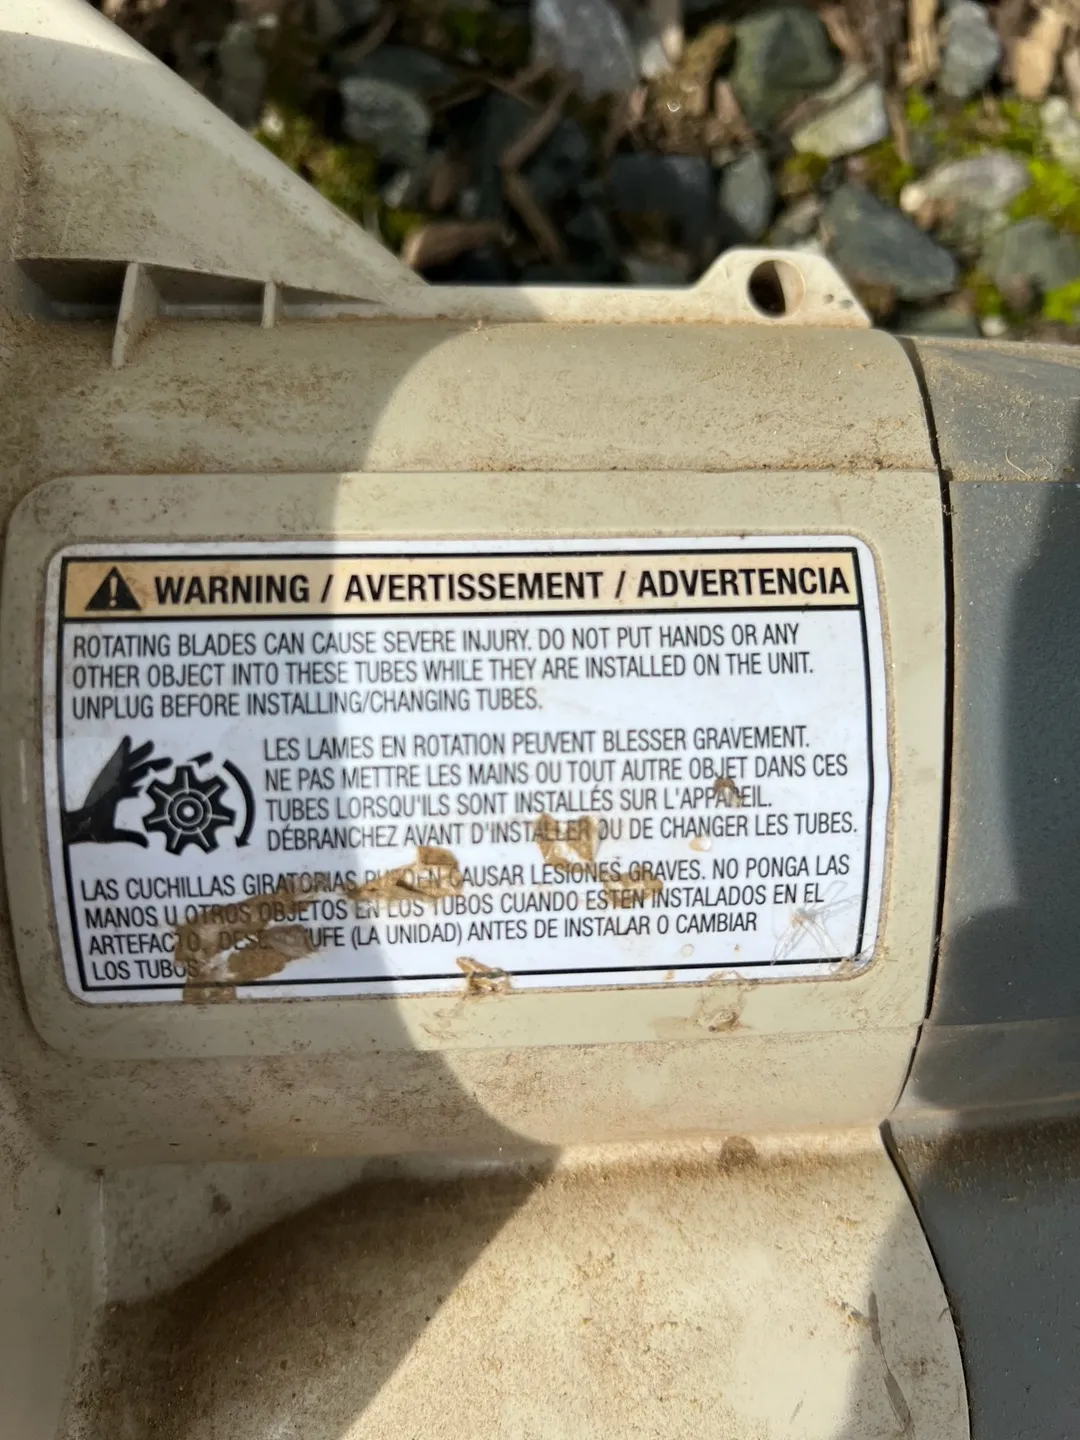 WARNING / AVERTISSEMENT / ADVERTENCIA
ROTATING BLADES CAN CAUSE SEVERE INJURY. DO NOT PUT HANDS OR ANY
OTHER OBJECT INTO THESE TUBES WHILE THEY ARE INSTALLED ON THE UNIT.
UNPLUG BEFORE INSTALLING/CHANGING TUBES.
LES LAMES EN ROTATION PEUVENT BLESSER GRAVEMENT.
NE PAS METTRE LES MAINS OU TOUT AUTRE OBJET DANS CES
TUBES LORSQU'ILS SONT INSTALLÉS SUR L'APPAREIL.
DÉBRANCHEZ AVANT D'INSTALLER OU DE CHANGER LES TUBES.
LAS CUCHILLAS GIRATORIAS PUEDEN CAUSAR LESIONES GRAVES. NO PONGA LAS
MANOS U OTROS OBJETOS EN LOS TUBOS CUANDO ESTEN INSTALADOS EN EL
ARTEFACTO. (LA UNIDAD) ANTES DE INSTALAR O CAMBIAR
LOS TUBOS